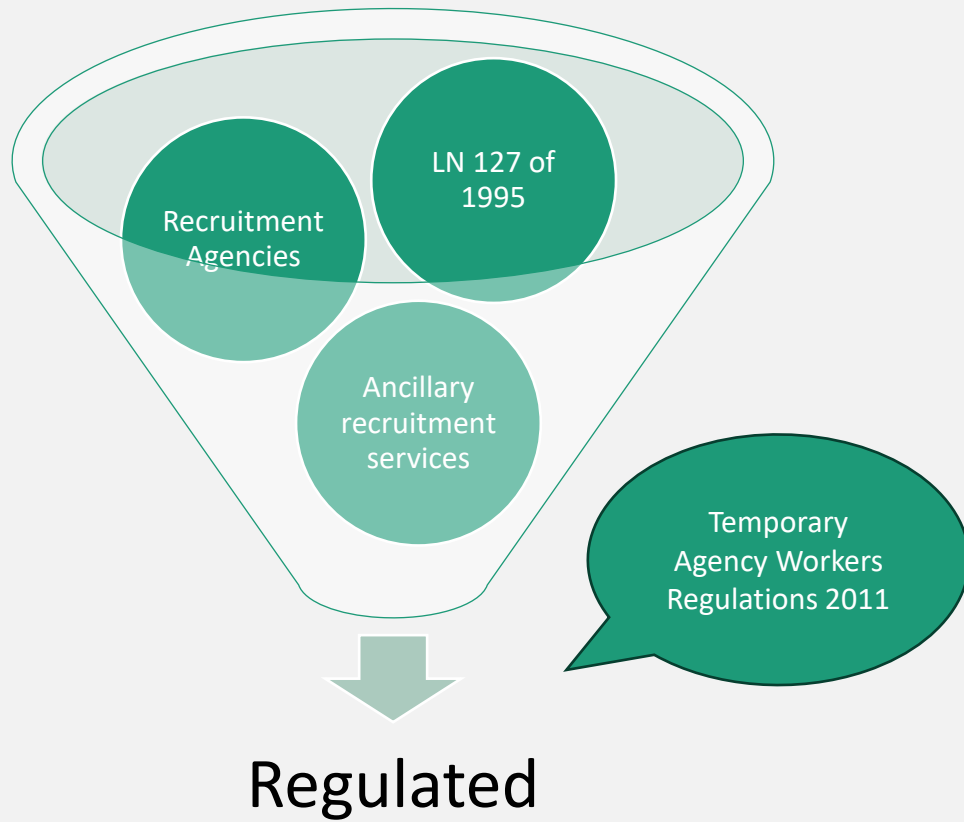 LN 127 of
1995
Recruitment
Agencies
Ancillary
recruitment
services
Temporary
Agency Workers
Regulations 2011
Regulated